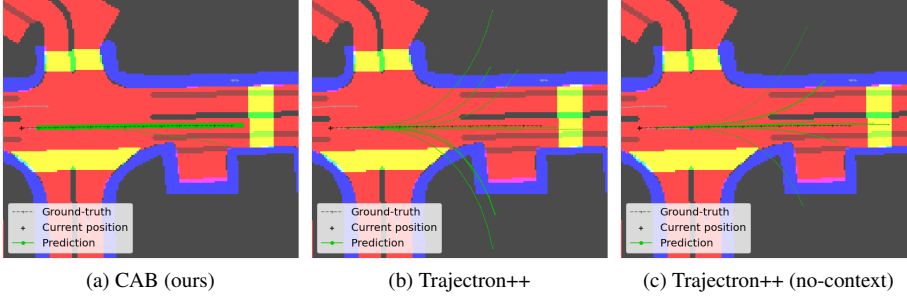 Ground-truth
Current position
Prediction
Ground-truth
Current position
Prediction
Ground-truth
Current position
Prediction
(a) CAB (ours)
(b) Trajectron++
(c) Trajectron++ (no-context)